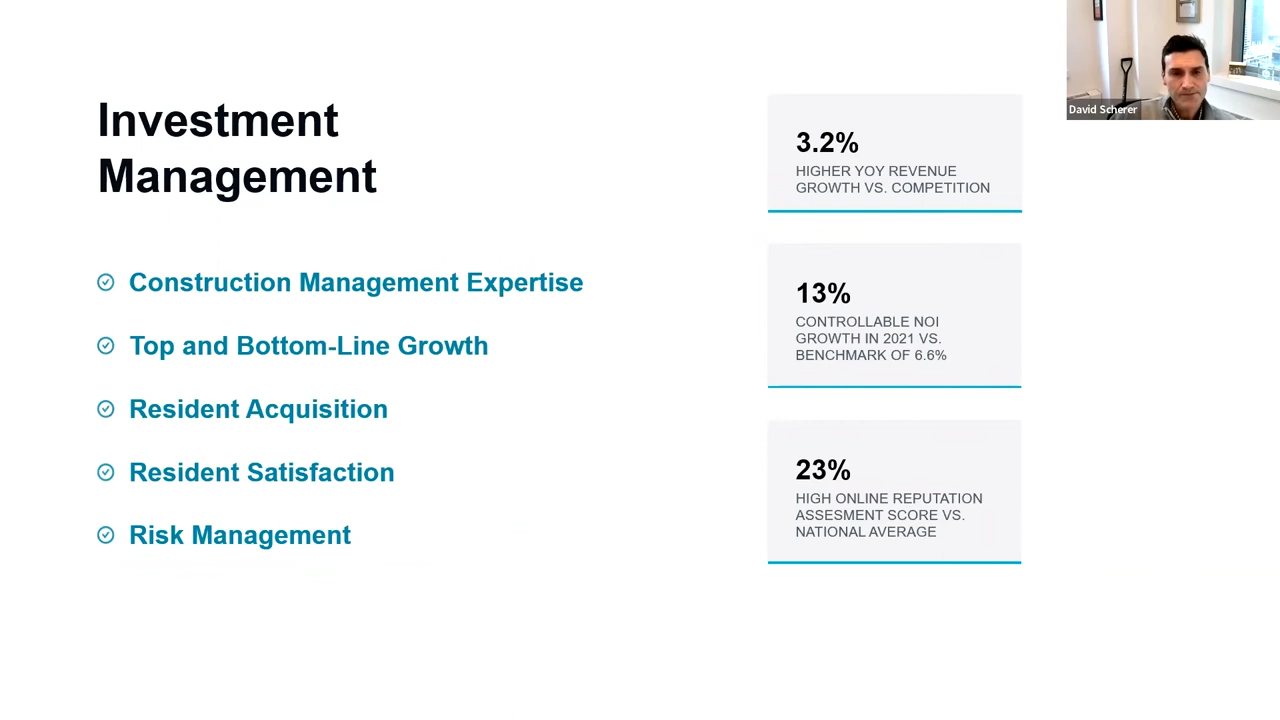 Investment
Management
Construction Management Expertise
Top and Bottom-Line Growth
Resident Acquisition
Resident Satisfaction
Risk Management
3.2%
HIGHER YOY REVENUE
GROWTH VS. COMPETITION
13%
CONTROLLABLE NOI
GROWTH IN 2021 VS.
BENCHMARK OF 6.6%
23%
HIGH ONLINE REPUTATION
ASSESMENT SCORE VS.
NATIONAL AVERAGE
David Scherer